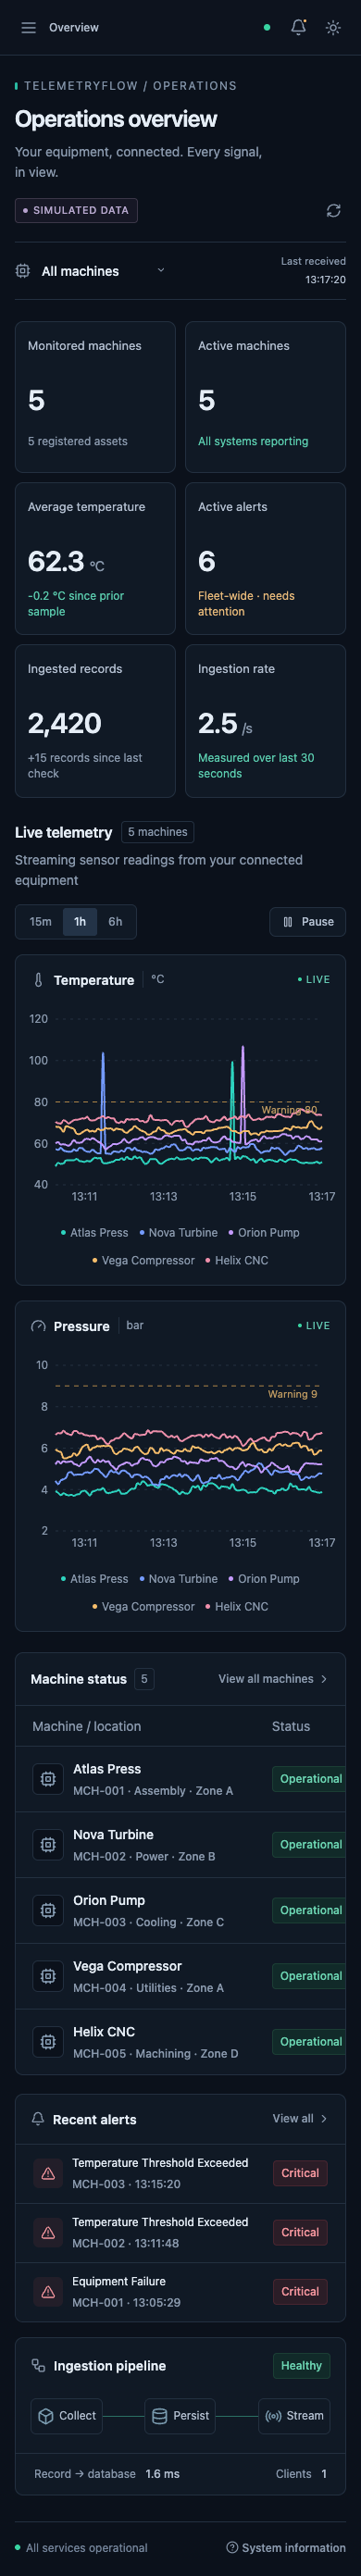 Overview
TELEMETRYFLOW / OPERATIONS
Operations overview
Your equipment, connected. Every signal,
in view.
SIMULATED DATA
All machines
Last received
13:17:20
Monitored machines
5
5 registered assets
Active machines
5
All systems reporting
Average temperature
62.3 °C
-0.2 °C since prior
sample
Active alerts
6
Fleet-wide · needs
attention
Ingested records
2,420
+15 records since last
check
Ingestion rate
2.5 /s
Measured over last 30
seconds
Live telemetry 5 machines
Streaming sensor readings from your connected
equipment
15m 1h 6h Pause
Temperature °C LIVE
120
100
80
60
40
Warning 80
13:11 13:13 13:15 13:17
Atlas Press Nova Turbine Orion Pump
Vega Compressor Helix CNC
Pressure bar LIVE
10
8
6
4
2
Warning 9
13:11 13:13 13:15 13:17
Atlas Press Nova Turbine Orion Pump
Vega Compressor Helix CNC
Machine status 5 View all machines
Machine / location Status
Atlas Press
MCH-001 · Assembly · Zone A
Operational
Nova Turbine
MCH-002 · Power · Zone B
Operational
Orion Pump
MCH-003 · Cooling · Zone C
Operational
Vega Compressor
MCH-004 · Utilities · Zone A
Operational
Helix CNC
MCH-005 · Machining · Zone D
Operational
Recent alerts View all
Temperature Threshold Exceeded
MCH-003 · 13:15:20
Critical
Temperature Threshold Exceeded
MCH-002 · 13:11:48
Critical
Equipment Failure
MCH-001 · 13:05:29
Critical
Ingestion pipeline Healthy
Collect Persist Stream
Record → database 1.6 ms Clients 1
All services operational System information